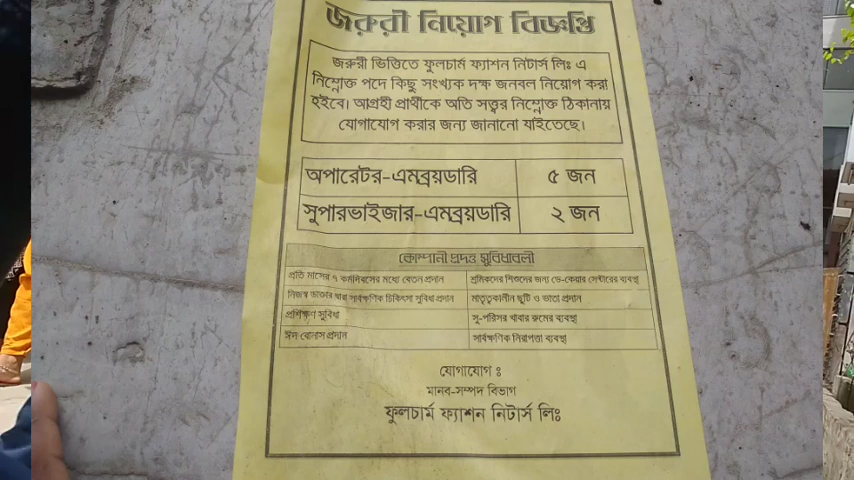 জরুরী নিয়োগ বিজ্ঞপ্তি
জরুরী ভিত্তিতে ফুলচার্ম ফ্যাশন নিটার্স লিঃ এ
নিম্নোক্ত পদে কিছু সংখ্যক দক্ষ জনবল নিয়োগ করা
হইবে। আগ্রহী প্রার্থীকে অতি সত্ত্বর নিম্নোক্ত ঠিকানায়
যোগাযোগ করার জন্য জানানো যাইতেছে।
অপারেটর-এমব্রয়ডারি ৫ জন
সুপারভাইজার-এমব্রয়ডারি ২ জন
কোম্পানী প্রদত্ত সুবিধাবলী
প্রতি মাসের ৭ কর্মদিবসের মধ্যে বেতন প্রদান শ্রমিকদের শিশুদের জন্য ডে-কেয়ার সেন্টারের ব্যবস্থা
নিজস্ব ডাক্তার দ্বারা সার্বক্ষণিক চিকিৎসা সুবিধা প্রদান মাতৃত্বকালীন ছুটি ও ভাতা প্রদান
প্রশিক্ষণ সুবিধা সু-পরিসর খাবার রুমের ব্যবস্থা
ঈদ বোনাস প্রদান সার্বক্ষণিক নিরাপত্তা ব্যবস্থা
যোগাযোগ ঃ
মানব-সম্পদ বিভাগ
ফুলচার্ম ফ্যাশন নিটার্স লিঃ